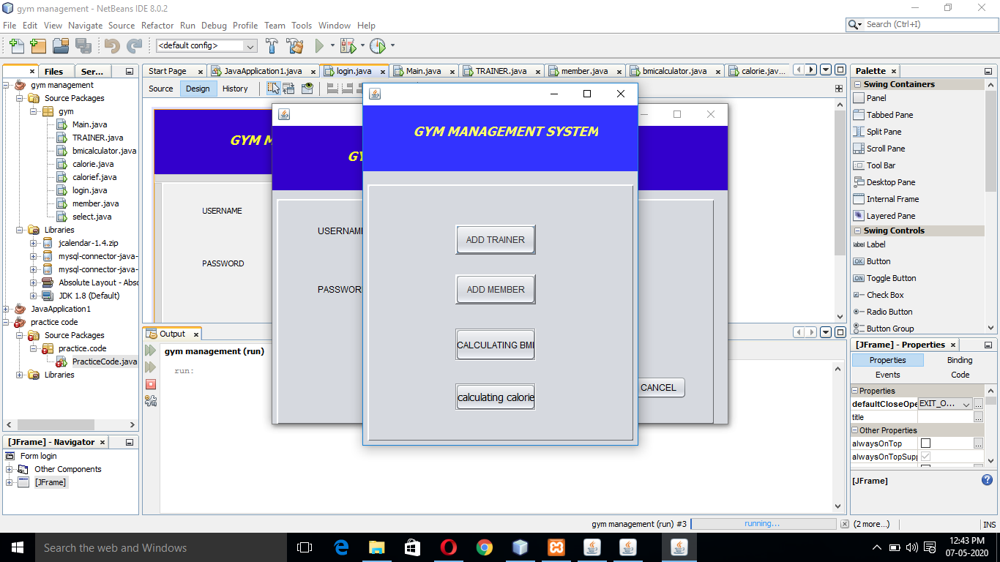 gym management - NetBeans IDE 8.0.2
File Edit View Navigate Source Refactor Run Debug Profile Team Tools Window Help
Search (Ctrl+I)
<default config>
Files
Ser...
gym management
Source Packages
gym
Main.java
TRAINER.java
bmicalculator.java
calorie.java
calorief.java
login.java
member.java
select.java
Libraries
jcalendar-1.4.zip
mysql-connector-java-
mysql-connector-java-
Absolute Layout - Abso
JDK 1.8 (Default)
JavaApplication1
practice code
Source Packages
practice.code
PracticeCode.java
Libraries
[JFrame] - Navigator
Form login
Other Components
[JFrame]
Start Page JavaApplication1.java login.java Main.java TRAINER.java member.java bmicalculator.java calorie.jav...
Source Design History
GYM M
USERNAME
PASSWORD
GY
USERNAM
PASSWOR
CANCEL
GYM MANAGEMENT SYSTEM
ADD TRAINER
ADD MEMBER
CALCULATING BMI
calculating calorie
Output
gym management (run)
run:
Palette
Swing Containers
Panel
Tabbed Pane
Split Pane
Scroll Pane
Tool Bar
Desktop Pane
Internal Frame
Layered Pane
Swing Controls
Label
Button
Toggle Button
Check Box
Radio Button
Button Group
[JFrame] - Properties
Properties Binding
Events Code
Properties
defaultCloseOpe EXIT_O...
title
Other Properties
alwaysOnTop
alwaysOnTopSupp
[JFrame]
gym management (run) #3 running... (2 more...) INS
Search the web and Windows
12:43 PM
07-05-2020